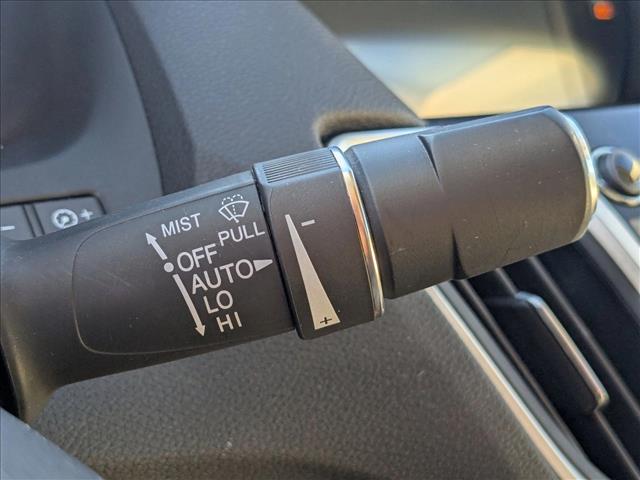 MIST
PULL
OFF
AUTO
LO
HI
-
+
-
+